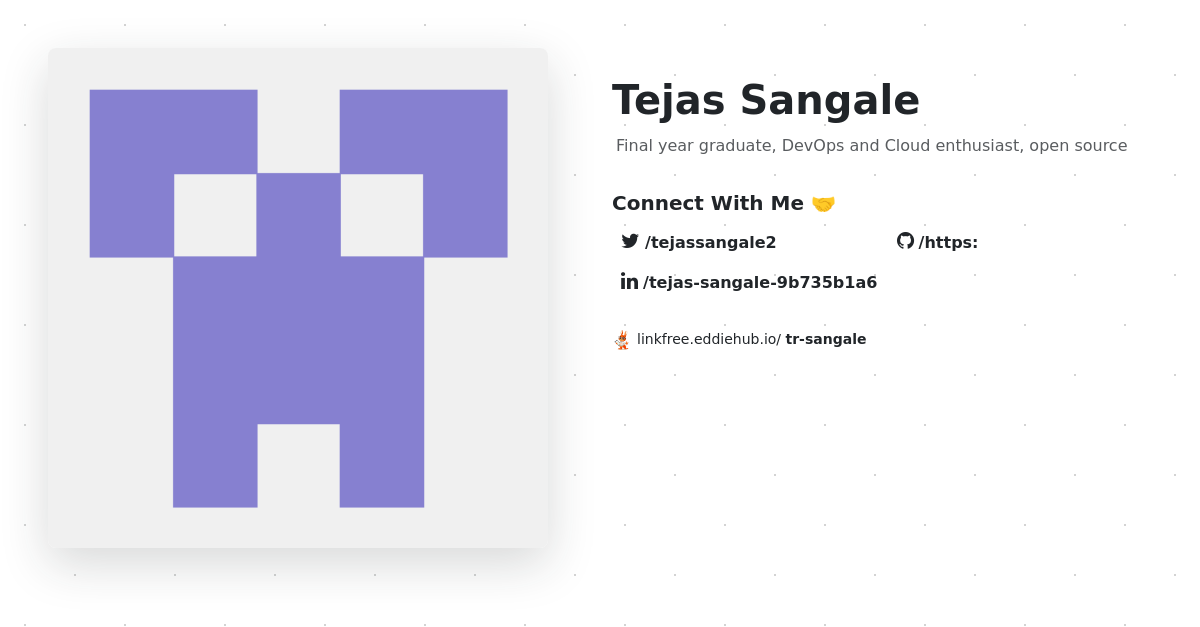 Tejas Sangale
Final year graduate, DevOps and Cloud enthusiast, open source
Connect With Me 🤝
/tejassangale2 /https:
/tejas-sangale-9b735b1a6
linkfree.eddiehub.io/ tr-sangale